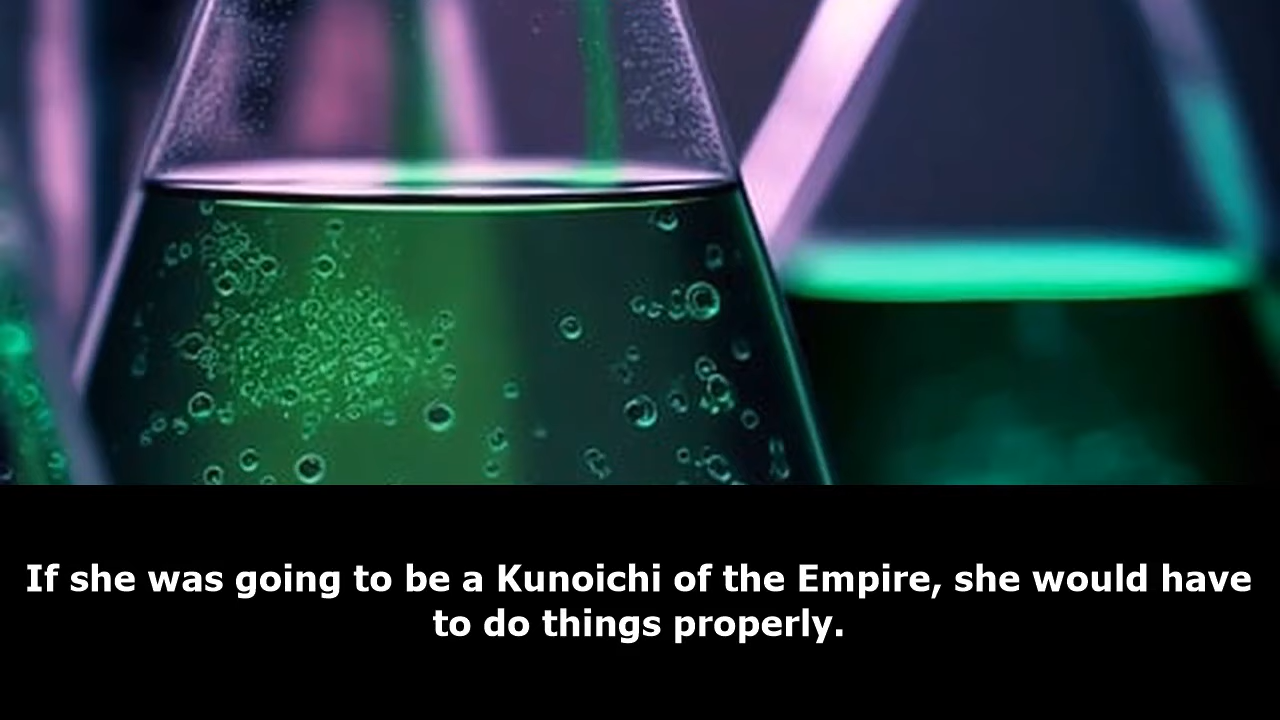 If she was going to be a Kunoichi of the Empire, she would have
to do things properly.